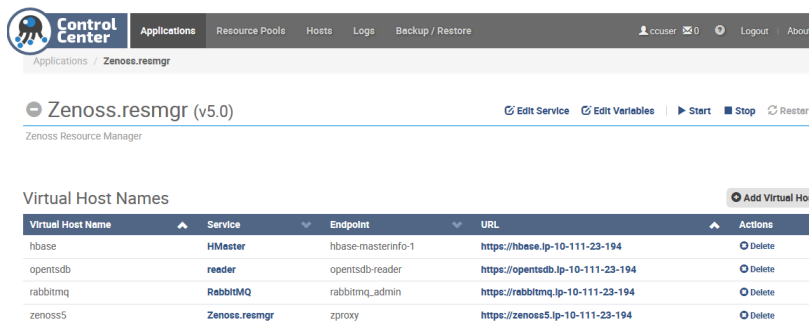 Control Center Applications Resource Pools Hosts Logs Backup / Restore ccuser 0 Logout About
Applications / Zenoss.resmgr
Zenoss.resmgr (v5.0) Edit Service Edit Variables Start Stop Restar
Zenoss Resource Manager
Virtual Host Names Add Virtual Ho
Virtual Host Name Service Endpoint URL Actions
hbase HMaster hbase-masterinfo-1 https://hbase.ip-10-111-23-194 Delete
opentsdb reader opentsdb-reader https://opentsdb.ip-10-111-23-194 Delete
rabbitmq RabbitMQ rabbitmq_admin https://rabbitmq.ip-10-111-23-194 Delete
zenoss5 Zenoss.resmgr zproxy https://zenoss5.ip-10-111-23-194 Delete